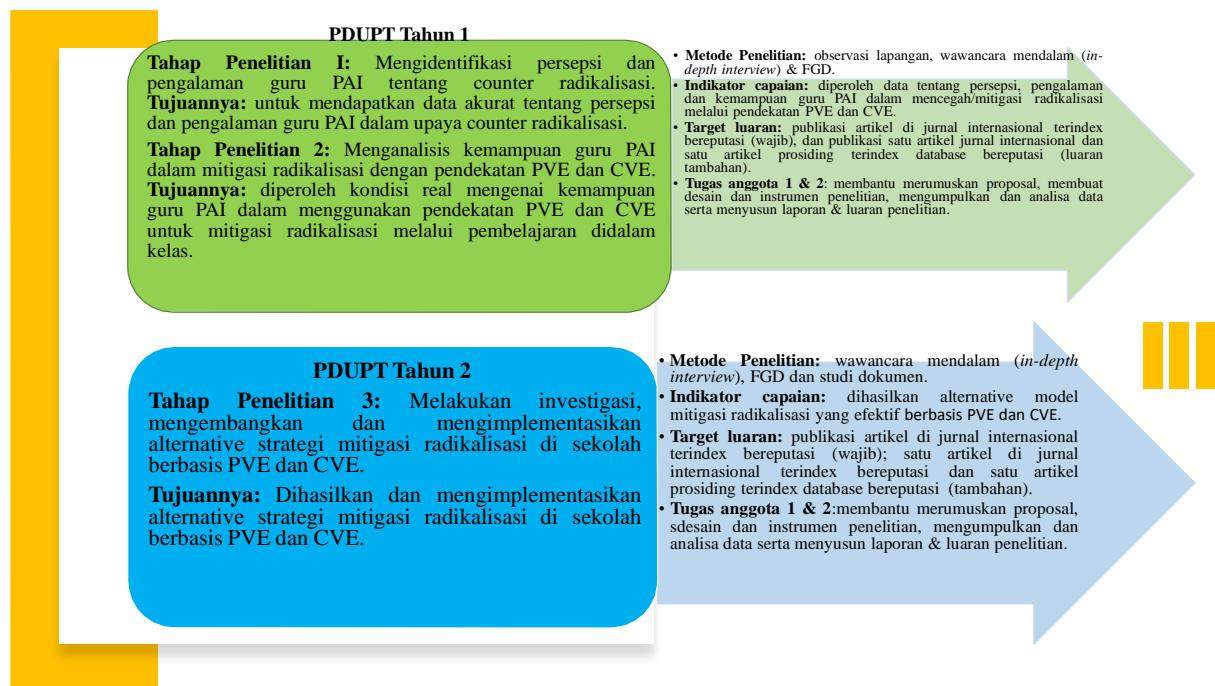 PDUPT Tahun 1
Tahap Penelitian I: Mengidentifikasi persepsi dan
pengalaman guru PAI tentang counter radikalisasi.
Tujuannya: untuk mendapatkan data akurat tentang persepsi
dan pengalaman guru PAI dalam upaya counter radikalisasi.
Tahap Penelitian 2: Menganalisis kemampuan guru PAI
dalam mitigasi radikalisasi dengan pendekatan PVE dan CVE.
Tujuannya: diperoleh kondisi real mengenai kemampuan
guru PAI dalam menggunakan pendekatan PVE dan CVE
untuk mitigasi radikalisasi melalui pembelajaran didalam
kelas.
• Metode Penelitian: observasi lapangan, wawancara mendalam (in-
depth interview) & FGD.
• Indikator capaian: diperoleh data tentang persepsi, pengalaman
dan kemampuan guru PAI dalam mencegah/mitigasi radikalisasi
melalui pendekatan PVE dan CVE.
• Target luaran: publikasi artikel di jurnal internasional terindex
bereputasi (wajib), dan publikasi satu artikel jurnal internasional dan
satu artikel prosiding terindex database bereputasi (luaran
tambahan).
• Tugas anggota 1 & 2: membantu merumuskan proposal, membuat
desain dan instrumen penelitian, mengumpulkan dan analisa data
serta menyusun laporan & luaran penelitian.
PDUPT Tahun 2
Tahap Penelitian 3: Melakukan investigasi,
mengembangkan dan mengimplementasikan
alternative strategi mitigasi radikalisasi di sekolah
berbasis PVE dan CVE.
Tujuannya: Dihasilkan dan mengimplementasikan
alternative strategi mitigasi radikalisasi di sekolah
berbasis PVE dan CVE.
• Metode Penelitian: wawancara mendalam (in-depth
interview), FGD dan studi dokumen.
• Indikator capaian: dihasilkan alternative model
mitigasi radikalisasi yang efektif berbasis PVE dan CVE.
• Target luaran: publikasi artikel di jurnal internasional
terindex bereputasi (wajib); satu artikel di jurnal
internasional terindex bereputasi dan satu artikel
prosiding terindex database bereputasi (tambahan).
• Tugas anggota 1 & 2:membantu merumuskan proposal,
sdesain dan instrumen penelitian, mengumpulkan dan
analisa data serta menyusun laporan & luaran penelitian.